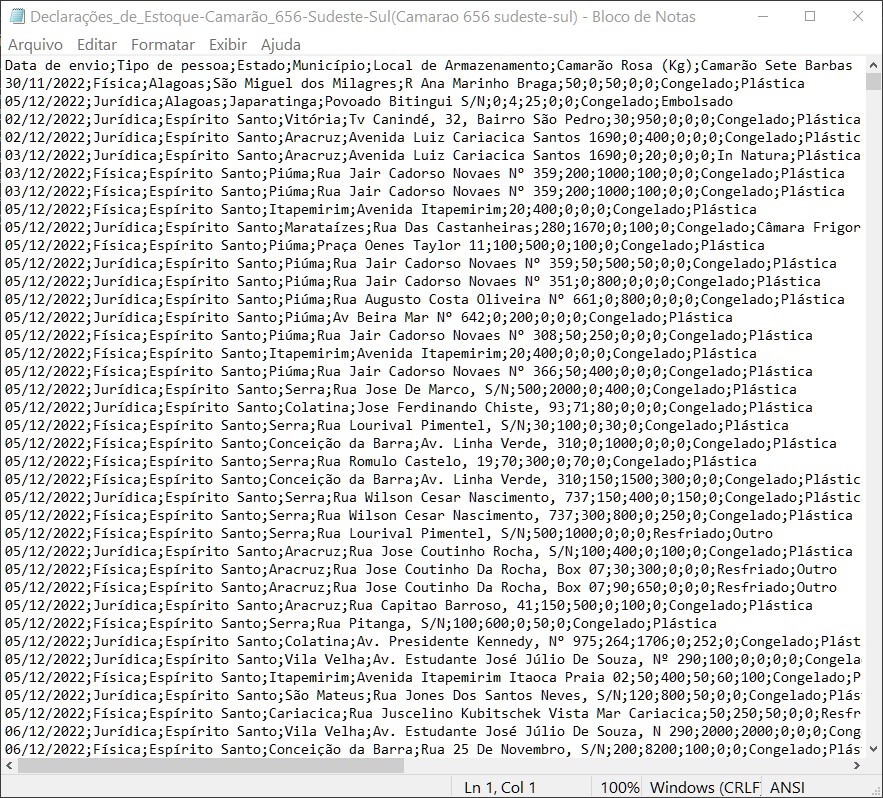 Declarações_de_Estoque-Camarão_656-Sudeste-Sul(Camarao 656 sudeste-sul) - Bloco de Notas
Arquivo Editar Formatar Exibir Ajuda
Data de envio;Tipo de pessoa;Estado;Município;Local de Armazenamento;Camarão Rosa (Kg);Camarão Sete Barbas
30/11/2022;Física;Alagoas;São Miguel dos Milagres;R Ana Marinho Braga;50;0;50;0;0;Congelado;Plástica
05/12/2022;Jurídica;Alagoas;Japaratinga;Povoado Bitingui S/N;0;4;25;0;0;Congelado;Embolsado
02/12/2022;Jurídica;Espírito Santo;Vitória;Tv Canindé, 32, Bairro São Pedro;30;950;0;0;0;Congelado;Plástica
02/12/2022;Jurídica;Espírito Santo;Aracruz;Avenida Luiz Cariacica Santos 1690;0;400;0;0;0;Congelado;Plástic
03/12/2022;Jurídica;Espírito Santo;Aracruz;Avenida Luiz Cariacica Santos 1690;0;20;0;0;0;In Natura;Plástica
03/12/2022;Física;Espírito Santo;Piúma;Rua Jair Cadorso Novaes Nº 359;200;1000;100;0;0;Congelado;Plástica
03/12/2022;Física;Espírito Santo;Piúma;Rua Jair Cadorso Novaes Nº 359;200;1000;100;0;0;Congelado;Plástica
05/12/2022;Física;Espírito Santo;Itapemirim;Avenida Itapemirim;20;400;0;0;0;Congelado;Plástica
05/12/2022;Jurídica;Espírito Santo;Marataízes;Rua Das Castanheiras;280;1670;0;100;0;Congelado;Câmara Frigor
05/12/2022;Física;Espírito Santo;Piúma;Praça Oenes Taylor 11;100;500;0;100;0;Congelado;Plástica
05/12/2022;Física;Espírito Santo;Piúma;Rua Jair Cadorso Novaes Nº 359;50;500;50;0;0;Congelado;Plástica
05/12/2022;Física;Espírito Santo;Piúma;Rua Jair Cadorso Novaes Nº 351;0;800;0;0;0;Congelado;Plástica
05/12/2022;Jurídica;Espírito Santo;Piúma;Rua Augusto Costa Oliveira Nº 661;0;800;0;0;0;Congelado;Plástica
05/12/2022;Jurídica;Espírito Santo;Piúma;Av Beira Mar Nº 642;0;200;0;0;0;Congelado;Plástica
05/12/2022;Física;Espírito Santo;Piúma;Rua Jair Cadorso Novaes Nº 308;50;250;0;0;0;Congelado;Plástica
05/12/2022;Física;Espírito Santo;Itapemirim;Avenida Itapemirim;20;400;0;0;0;Congelado;Plástica
05/12/2022;Física;Espírito Santo;Piúma;Rua Jair Cadorso Novaes Nº 366;50;400;0;0;0;Congelado;Plástica
05/12/2022;Jurídica;Espírito Santo;Serra;Rua Jose De Marco, S/N;500;2000;0;400;0;Congelado;Plástica
05/12/2022;Jurídica;Espírito Santo;Colatina;Jose Ferdinando Chiste, 93;71;80;0;0;0;Congelado;Plástica
05/12/2022;Física;Espírito Santo;Serra;Rua Lourival Pimentel, S/N;30;100;0;30;0;Congelado;Plástica
05/12/2022;Física;Espírito Santo;Conceição da Barra;Av. Linha Verde, 310;0;1000;0;0;0;Congelado;Plástica
05/12/2022;Física;Espírito Santo;Serra;Rua Romulo Castelo, 19;70;300;0;70;0;Congelado;Plástica
05/12/2022;Física;Espírito Santo;Conceição da Barra;Av. Linha Verde, 310;150;1500;300;0;0;Congelado;Plástic
05/12/2022;Jurídica;Espírito Santo;Serra;Rua Wilson Cesar Nascimento, 737;150;400;0;150;0;Congelado;Plástic
05/12/2022;Física;Espírito Santo;Serra;Rua Wilson Cesar Nascimento, 737;300;800;0;250;0;Congelado;Plástica
05/12/2022;Física;Espírito Santo;Serra;Rua Lourival Pimentel, S/N;500;1000;0;0;0;Resfriado;Outro
05/12/2022;Física;Espírito Santo;Aracruz;Rua Jose Coutinho Rocha, S/N;100;400;0;100;0;Congelado;Plástica
05/12/2022;Física;Espírito Santo;Aracruz;Rua Jose Coutinho Da Rocha, Box 07;30;300;0;0;0;Resfriado;Outro
05/12/2022;Física;Espírito Santo;Aracruz;Rua Jose Coutinho Da Rocha, Box 07;90;650;0;0;0;Resfriado;Outro
05/12/2022;Jurídica;Espírito Santo;Aracruz;Rua Capitao Barroso, 41;150;500;0;100;0;Congelado;Plástica
05/12/2022;Física;Espírito Santo;Serra;Rua Pitanga, S/N;100;600;0;50;0;Congelado;Plástica
05/12/2022;Jurídica;Espírito Santo;Colatina;Av. Presidente Kennedy, Nº 975;264;1706;0;252;0;Congelado;Plást
05/12/2022;Jurídica;Espírito Santo;Vila Velha;Av. Estudante José Júlio De Souza, Nº 290;100;0;0;0;0;Congela
05/12/2022;Física;Espírito Santo;Itapemirim;Avenida Itapemirim Itaoca Praia 02;50;400;50;60;100;Congelado;P
05/12/2022;Jurídica;Espírito Santo;São Mateus;Rua Jones Dos Santos Neves, S/N;120;800;50;0;0;Congelado;Plás
05/12/2022;Física;Espírito Santo;Cariacica;Rua Juscelino Kubitschek Vista Mar Cariacica;50;250;50;0;0;Resfr
06/12/2022;Jurídica;Espírito Santo;Vila Velha;Av. Estudante José Júlio De Souza, N 290;2000;2000;0;0;0;Cong
06/12/2022;Física;Espírito Santo;Conceição da Barra;Rua 25 De Novembro, S/N;200;8200;100;0;0;Congelado;Plás
Ln 1, Col 1 100% Windows (CRLF) ANSI